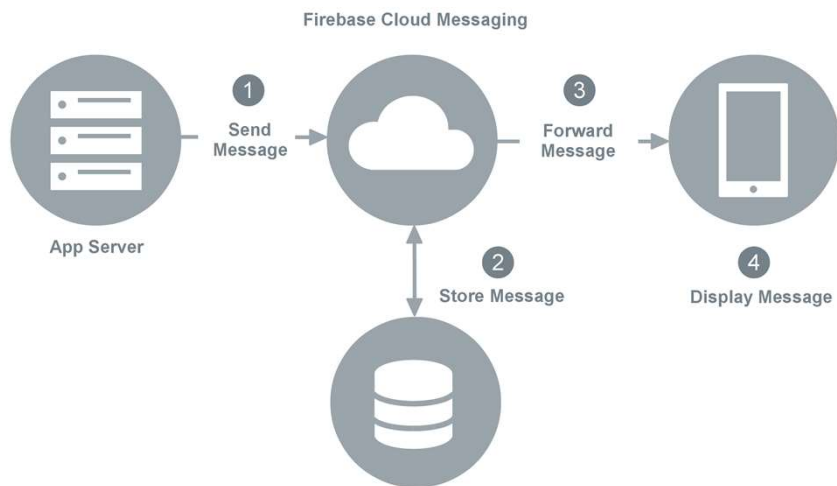 Firebase Cloud Messaging
1
Send
Message
3
Forward
Message
App Server
2
Store Message
4
Display Message